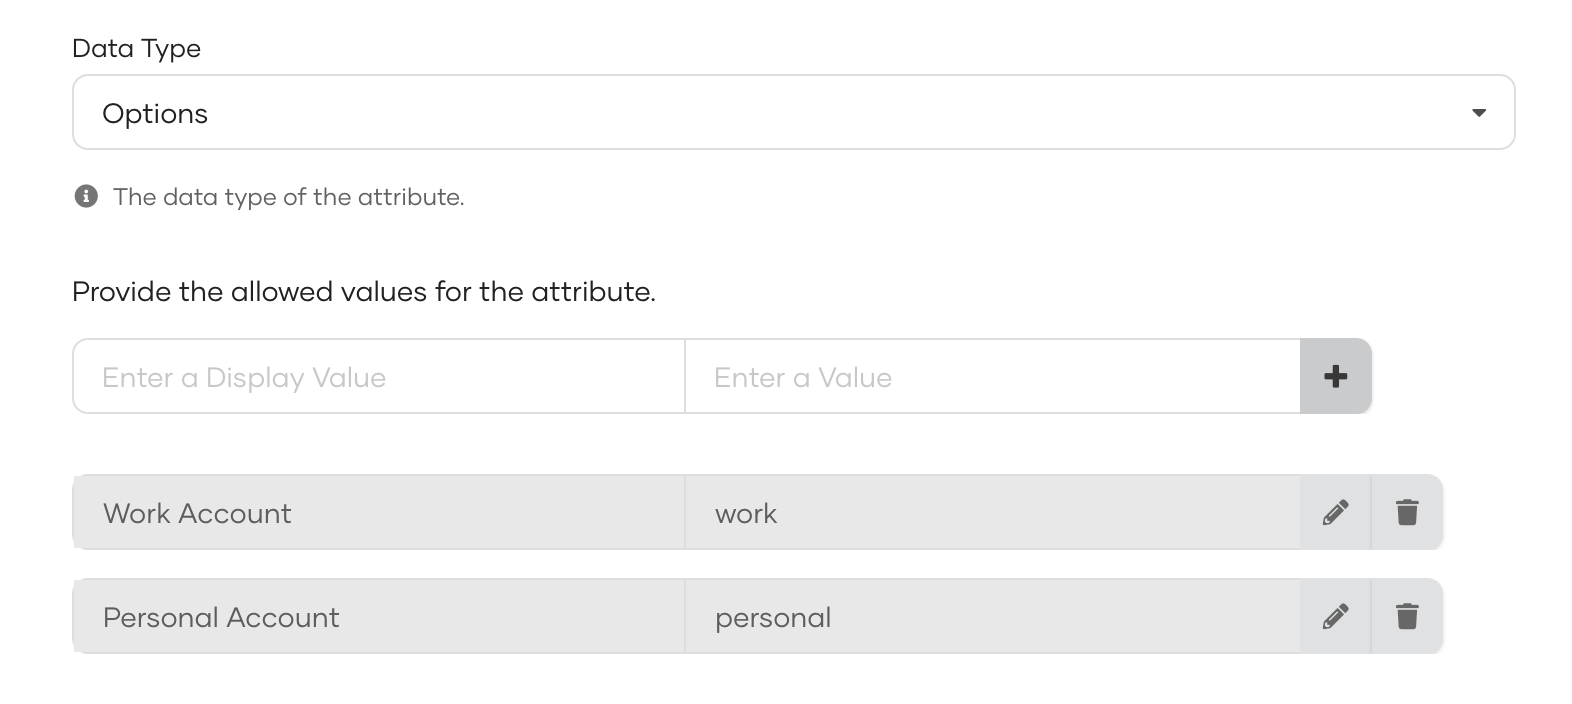 Data Type
Options
The data type of the attribute.
Provide the allowed values for the attribute.
Enter a Display Value
Enter a Value
Work Account
work
Personal Account
personal